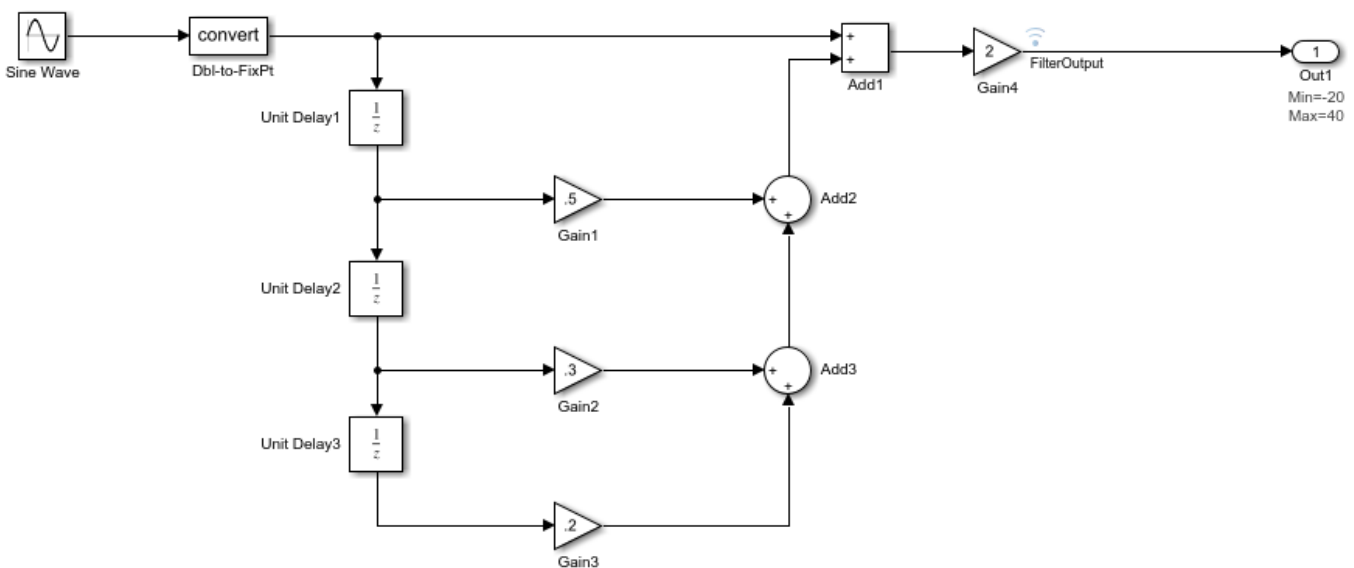 Sine Wave
convert
Dbl-to-FixPt
+
+
Add1
2
Gain4
FilterOutput
1
Out1
Min=-20
Max=40
Unit Delay1
1
z
.5
Gain1
+
+
Add2
Unit Delay2
1
z
.3
Gain2
+
+
Add3
Unit Delay3
1
z
.2
Gain3